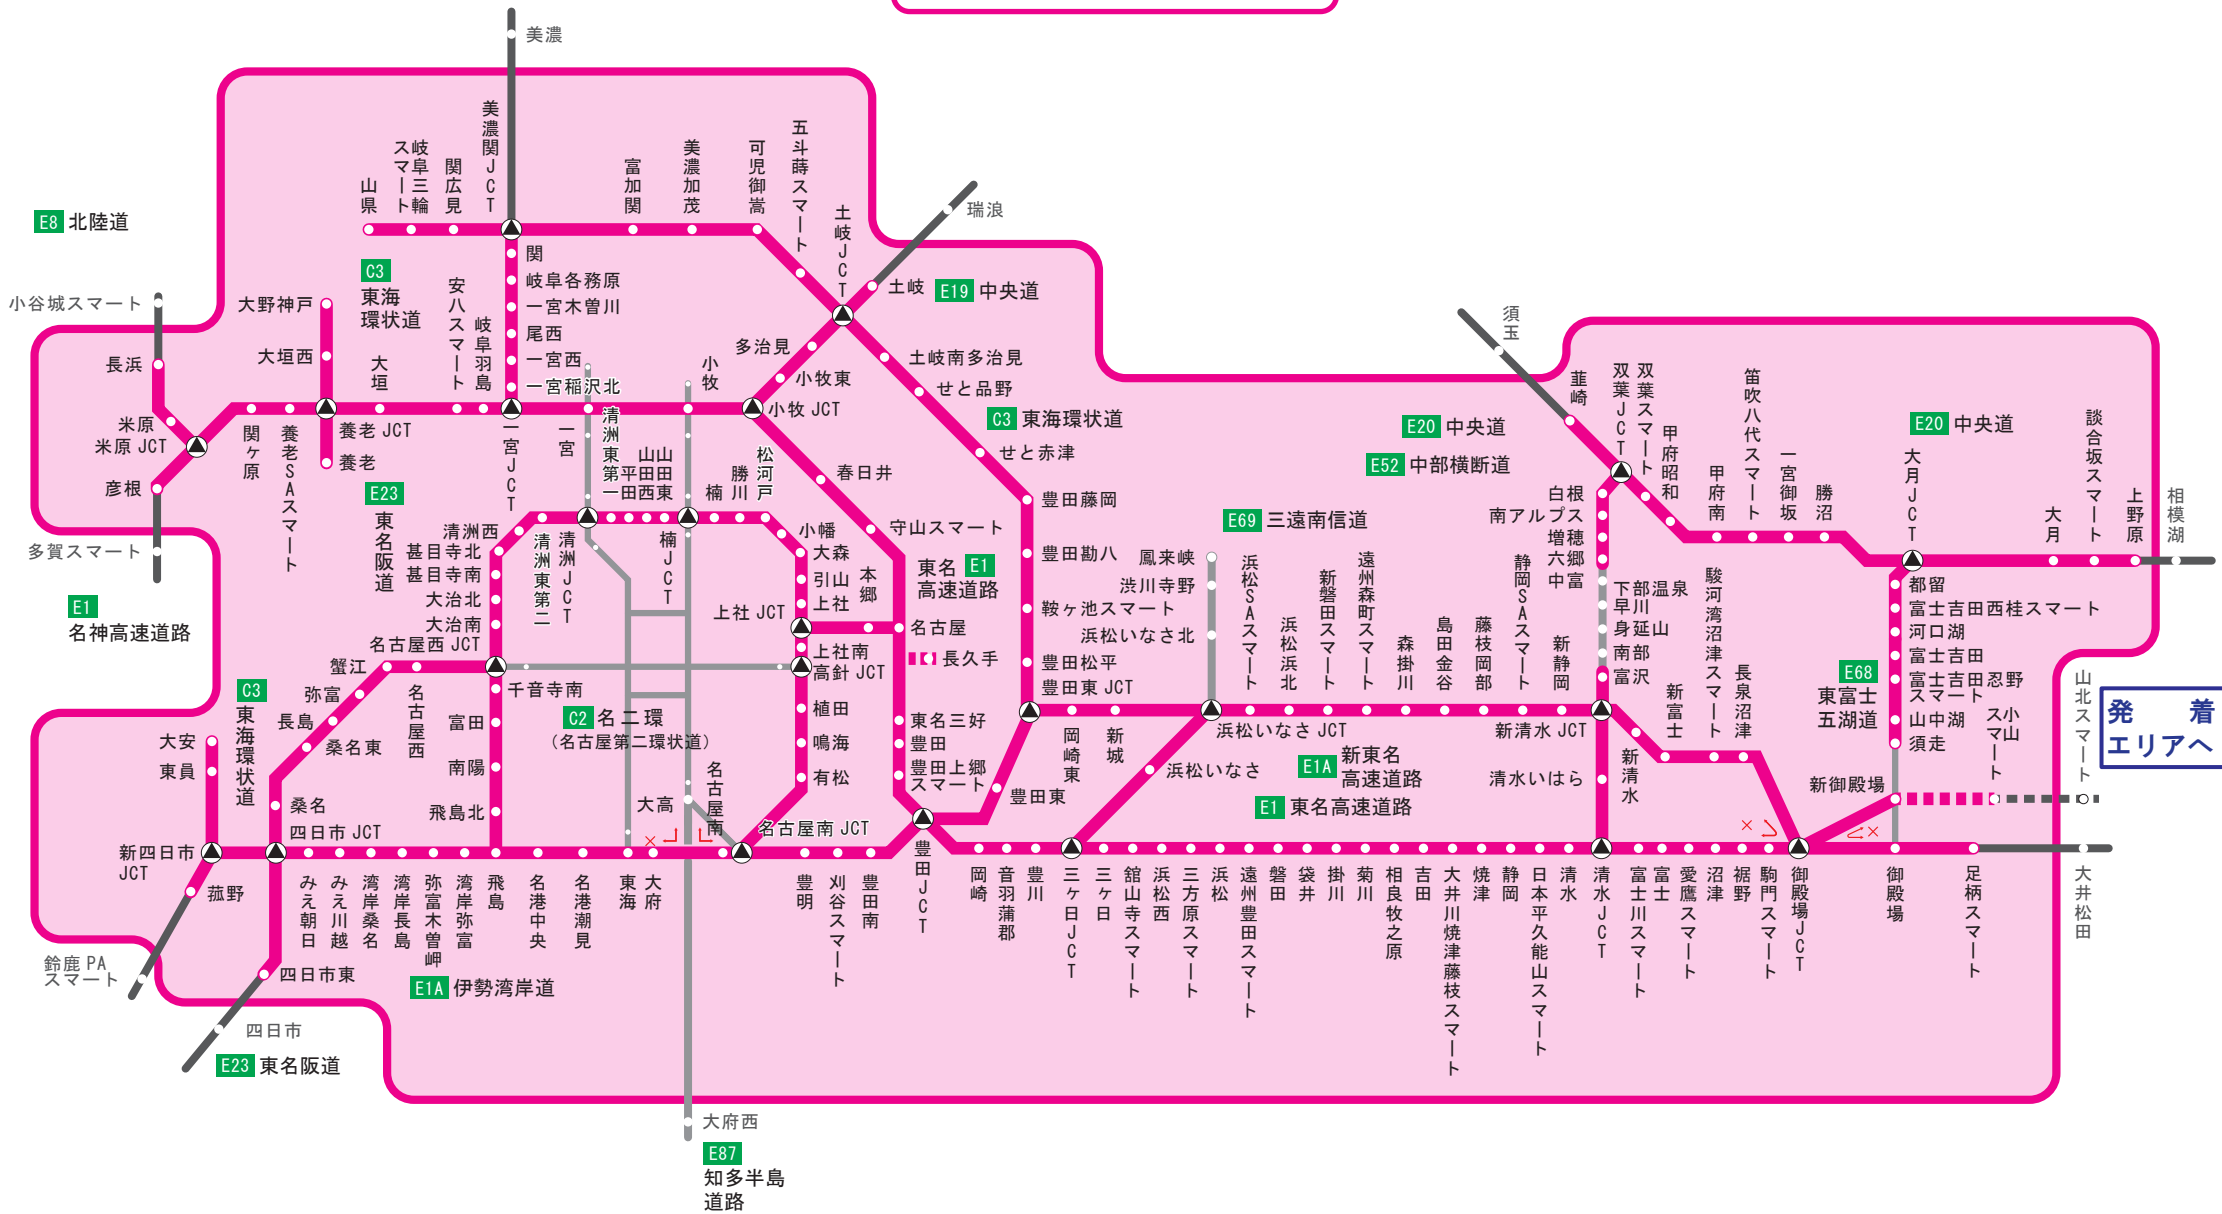 美濃
美濃関JCT
岐阜三輪
スマート
関広見
山県
富加関
美濃加茂
可児御嵩
五斗蒔スマート
土岐JCT
瑞浪
E8 北陸道
小谷城スマート
長浜
米原
米原JCT
彦根
多賀スマート
E1
名神高速道路
C3
東海
環状道
大野神戸
大垣西
大垣
安八スマート
岐阜羽島
関
岐阜各務原
一宮木曽川
尾西
一宮西
一宮稲沢北
関ヶ原
養老SAスマート
養老JCT
養老
一宮JCT
一宮
小牧
小牧JCT
小牧東
多治見
土岐
E19 中央道
土岐南多治見
せと品野
C3 東海環状道
せと赤津
豊田藤岡
豊田勘八
鞍ヶ池スマート
豊田松平
豊田東JCT
豊田東
E23
東名阪道
清洲西
甚目寺北
甚目寺南
大治北
大治南
名古屋西JCT
清洲東第一
清洲東第二
清洲JCT
平田
山田西
山田東
楠JCT
楠
勝川
松河戸
小幡
大森
引山
上社
本郷
上社JCT
上社南
高針JCT
植田
鳴海
有松
春日井
守山スマート
東名 E1
高速道路
名古屋
長久手
東名三好
豊田
豊田上郷
スマート
蟹江
弥富
長島
桑名東
桑名
名古屋西
千音寺南
富田
南陽
飛島北
C2 名二環
(名古屋第二環状道)
C3
東海環状道
大安
東員
新四日市
JCT
菰野
鈴鹿PA
スマート
四日市JCT
四日市東
四日市
E23 東名阪道
みえ朝日
みえ川越
湾岸桑名
湾岸長島
弥富木曽岬
湾岸弥富
飛島
名港中央
名港潮見
東海
大府
大高
名古屋南
名古屋南JCT
E1A 伊勢湾岸道
大府西
E87
知多半島
道路
豊明
刈谷スマート
豊田南
豊田JCT
岡崎
音羽蒲郡
豊川
三ヶ日JCT
三ヶ日
舘山寺スマート
浜松西
三方原スマート
浜松
遠州豊田スマート
磐田
袋井
掛川
菊川
相良牧之原
吉田
大井川焼津藤枝スマート
焼津
静岡
日本平久能山スマート
清水
清水JCT
富士川スマート
富士
愛鷹スマート
沼津
裾野
駒門スマート
御殿場JCT
御殿場
足柄スマート
大井松田
E69 三遠南信道
鳳来峡
渋川寺野
浜松いなさ北
岡崎東
新城
浜松いなさJCT
浜松いなさ
浜松SAスマート
浜松浜北
新磐田スマート
遠州森町スマート
森掛川
島田金谷
藤枝岡部
静岡SAスマート
新静岡
新清水JCT
新清水
清水いはら
E1A 新東名
高速道路
E1 東名高速道路
新富士
駿河湾沼津スマート
長泉沼津
新御殿場
小山
スマート
山北スマート
須玉
韮崎
双葉JCT
双葉スマート
甲府昭和
甲府南
笛吹八代スマート
一宮御坂
勝沼
E20 中央道
E52 中部横断道
白根
南アルプス
増穂
六郷
中富
下部温泉
早川
身延山
南部
富沢
E20 中央道
大月JCT
大月
談合坂スマート
上野原
相模湖
都留
富士吉田西桂スマート
河口湖
富士吉田
富士吉田忍野
スマート
山中湖
須走
E68
東富士
五湖道
発 着
エリアへ